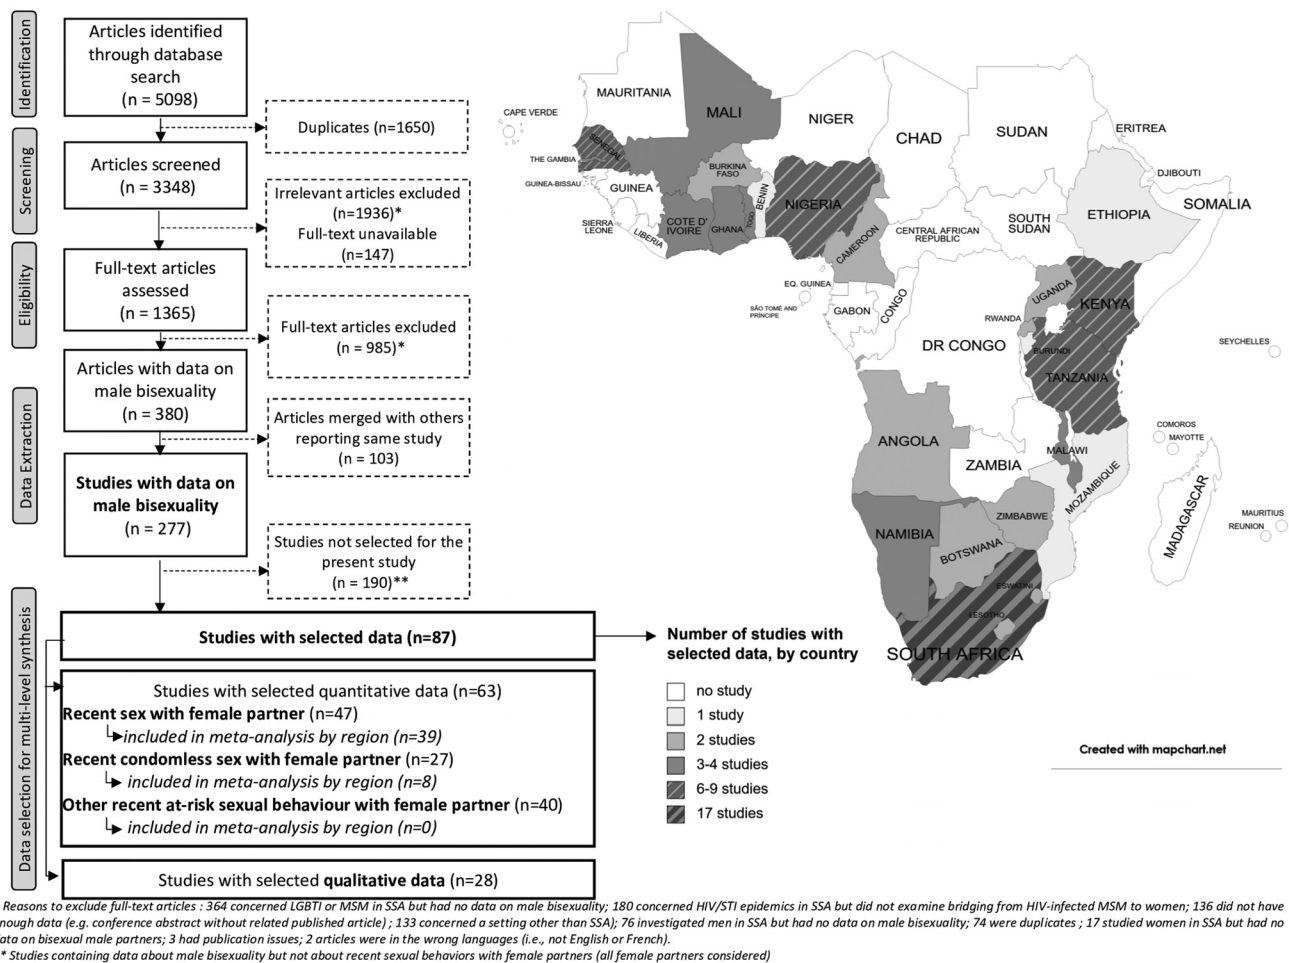 Identification
Articles identified
through database
search
(n = 5098)
Duplicates (n=1650)
Screening
Articles screened
(n = 3348)
Irrelevant articles excluded
(n=1936)*
Full-text unavailable
(n=147)
Eligibility
Full-text articles
assessed
(n = 1365)
Full-text articles excluded
(n = 985)*
Data Extraction
Articles with data on
male bisexuality
(n = 380)
Articles merged with others
reporting same study
(n = 103)
Studies with data on
male bisexuality
(n = 277)
Studies not selected for the
present study
(n = 190)**
Data selection for multi-level synthesis
Studies with selected data (n=87)
Studies with selected quantitative data (n=63)
Recent sex with female partner (n=47)
included in meta-analysis by region (n=39)
Recent condomless sex with female partner (n=27)
included in meta-analysis by region (n=8)
Other recent at-risk sexual behaviour with female partner (n=40)
included in meta-analysis by region (n=0)
Studies with selected qualitative data (n=28)
Number of studies with
selected data, by country
no study
1 study
2 studies
3-4 studies
6-9 studies
17 studies
CAPE VERDE
MAURITANIA
MALI
NIGER
CHAD
SUDAN
ERITREA
DJIBOUTI
SENEGAL
THE GAMBIA
GUINEA-BISSAU
GUINEA
SIERRA
LEONE
LIBERIA
COTE D'
IVOIRE
BURKINA
FASO
GHANA
TOGO
BENIN
NIGERIA
CAMEROON
CENTRAL AFRICAN
REPUBLIC
SOUTH
SUDAN
ETHIOPIA
SOMALIA
EQ. GUINEA
SÃO TOMÉ AND
PRÍNCIPE
GABON
CONGO
DR CONGO
UGANDA
KENYA
RWANDA
BURUNDI
TANZANIA
SEYCHELLES
ANGOLA
ZAMBIA
MALAWI
MOZAMBIQUE
COMOROS
MAYOTTE
MADAGASCAR
MAURITIUS
REUNION
NAMIBIA
ZIMBABWE
BOTSWANA
ESWATINI
LESOTHO
SOUTH AFRICA
Created with mapchart.net
Reasons to exclude full-text articles : 364 concerned LGBTI or MSM in SSA but had no data on male bisexuality; 180 concerned HIV/STI epidemics in SSA but did not examine bridging from HIV-infected MSM to women; 136 did not have
nough data (e.g. conference abstract without related published article) ; 133 concerned a setting other than SSA); 76 investigated men in SSA but had no data on male bisexuality; 74 were duplicates ; 17 studied women in SSA but had no
ata on bisexual male partners; 3 had publication issues; 2 articles were in the wrong languages (i.e., not English or French).
* Studies containing data about male bisexuality but not about recent sexual behaviors with female partners (all female partners considered)